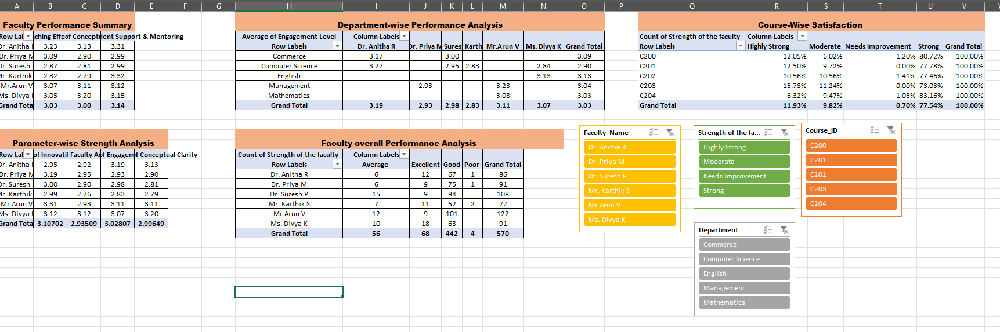 A B C D E F G H I J K L M N O P Q R S T U V
Faculty Performance Summary
Row Lal ching Effe of Concept dent Support & Mentoring
Dr. Anitha 3.23 3.13 3.31
Dr. Priya M 3.09 2.90 2.99
Dr. Suresh 2.87 2.81 2.99
Mr. Karthik 2.82 2.79 3.32
Mr.Arun V 3.07 3.11 3.12
Ms. Divya 3.05 3.20 3.15
Grand Tota 3.03 3.00 3.14
Department-wise Performance Analysis
Average of Engagement Level Column Labels
Row Labels Dr. Anitha R Dr. Priya M Sures Karth Mr.Arun V Ms. Divya K Grand Total
Commerce 3.17 3.00 3.09
Computer Science 3.27 2.95 2.83 2.84 2.90
English 3.13 3.13
Management 2.93 3.23 3.04
Mathematics 3.03 3.03
Grand Total 3.19 2.93 2.98 2.83 3.11 3.07 3.03
Course-Wise Satisfaction
Count of Strength of the faculty Column Labels
Row Labels Highly Strong Moderate Needs Improvement Strong Grand Total
C200 12.05% 6.02% 1.20% 80.72% 100.00%
C201 12.50% 9.72% 0.00% 77.78% 100.00%
C202 10.56% 10.56% 1.41% 77.46% 100.00%
C203 15.73% 11.24% 0.00% 73.03% 100.00%
C204 6.32% 9.47% 1.05% 83.16% 100.00%
Grand Total 11.93% 9.82% 0.70% 77.54% 100.00%
Parameter-wise Strength Analysis
Row Lal of Innovati Faculty A of Engagem f Conceptual Clarity
Dr. Anitha 2.95 2.92 3.19 3.13
Dr. Priya M 3.19 2.95 2.93 2.90
Dr. Suresh 3.00 2.90 2.98 2.81
Mr. Karthik 2.99 2.76 2.83 2.79
Mr.Arun V 3.31 2.93 3.11 3.11
Ms. Divya 3.12 3.12 3.07 3.20
Grand Tota 3.10702 2.93509 3.02807 2.99649
Faculty overall Performance Analysis
Count of Strength of the faculty Column Labels
Row Labels Average Excellent Good Poor Grand Total
Dr. Anitha R 6 12 67 1 86
Dr. Priya M 6 9 75 1 91
Dr. Suresh P 15 9 84 108
Mr. Karthik S 7 11 52 2 72
Mr.Arun V 12 9 101 122
Ms. Divya K 10 18 63 91
Grand Total 56 68 442 4 570
Faculty_Name
Dr. Anitha R
Dr. Priya M
Dr. Suresh P
Mr. Karthik S
Mr.Arun V
Ms. Divya K
Strength of the fa...
Highly Strong
Moderate
Needs Improvement
Strong
Course_ID
C200
C201
C202
C203
C204
Department
Commerce
Computer Science
English
Management
Mathematics